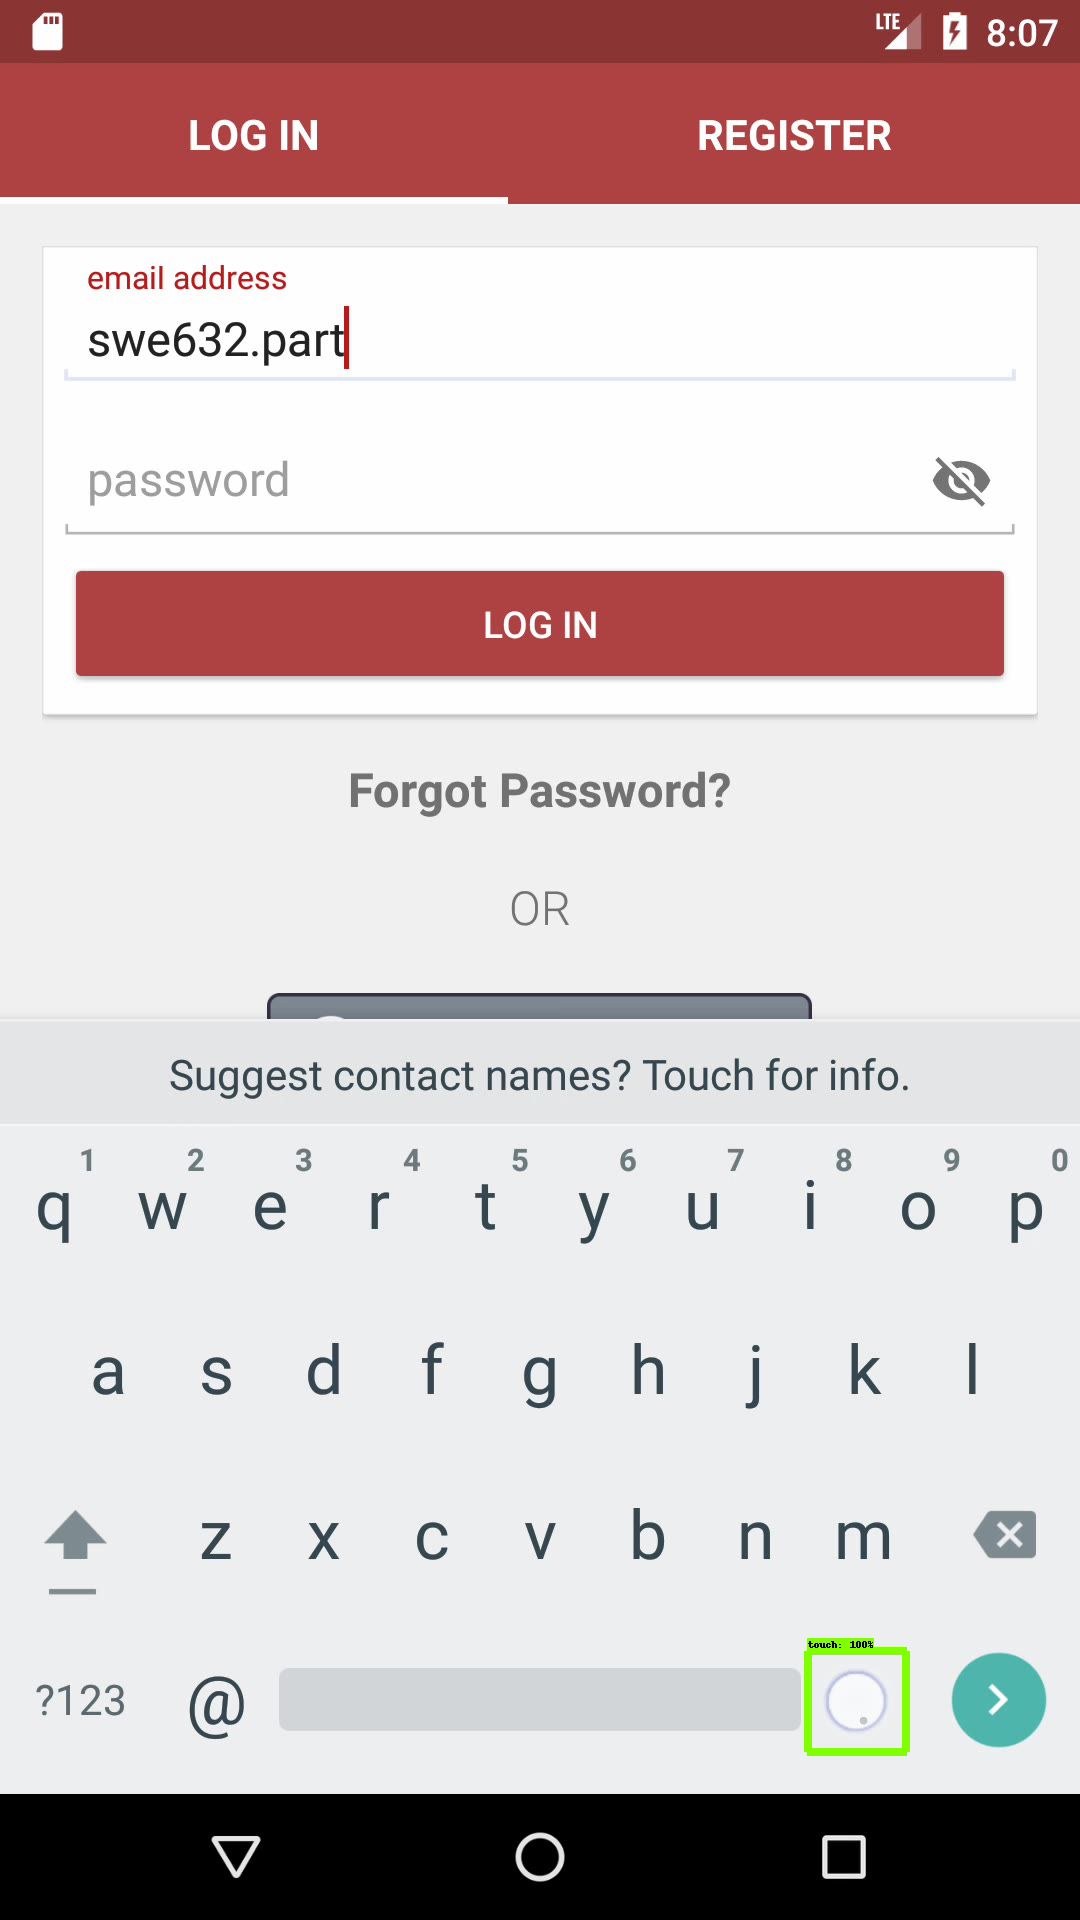 LTE 8:07
LOG IN REGISTER
email address
swe632.part
password
LOG IN
Forgot Password?
OR
Suggest contact names? Touch for info.
1 2 3 4 5 6 7 8 9 0
q w e r t y u i o p
a s d f g h j k l
z x c v b n m
touch: 100%
?123 @ .